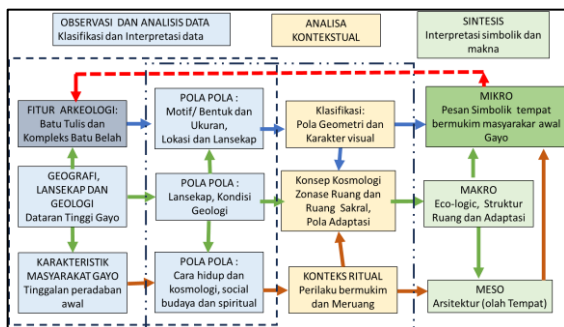 OBSERVASI DAN ANALISIS DATA
Klasifikasi dan Interpretasi data
ANALISA
KONTEKSTUAL
SINTESIS
Interpretasi simbolik dan
makna
FITUR ARKEOLOGI:
Batu Tulis dan
Kompleks Batu Belah
POLA POLA :
Motif/ Bentuk dan
Ukuran,
Lokasi dan Lansekap
Klasifikasi:
Pola Geometri dan
Karakter visual
MIKRO
Pesan Simbolik tempat
bermukim masyarakar awal
Gayo
GEOGRAFI,
LANSEKAP DAN
GEOLOGI
Dataran Tinggi Gayo
POLA POLA :
Lansekap, Kondisi
Geologi
Konsep Kosmologi
Zonase Ruang dan
Ruang Sakral,
Pola Adaptasi
MAKRO
Eco-logic, Struktur
Ruang dan Adaptasi
KARAKTERISTIK
MASYARAKAT GAYO
Tinggalan peradaban
awal
POLA POLA :
Cara hidup dan
kosmologi, social
budaya dan spiritual
KONTEKS RITUAL
Perilaku bermukim
dan Meruang
MESO
Arsitektur (olah Tempat)